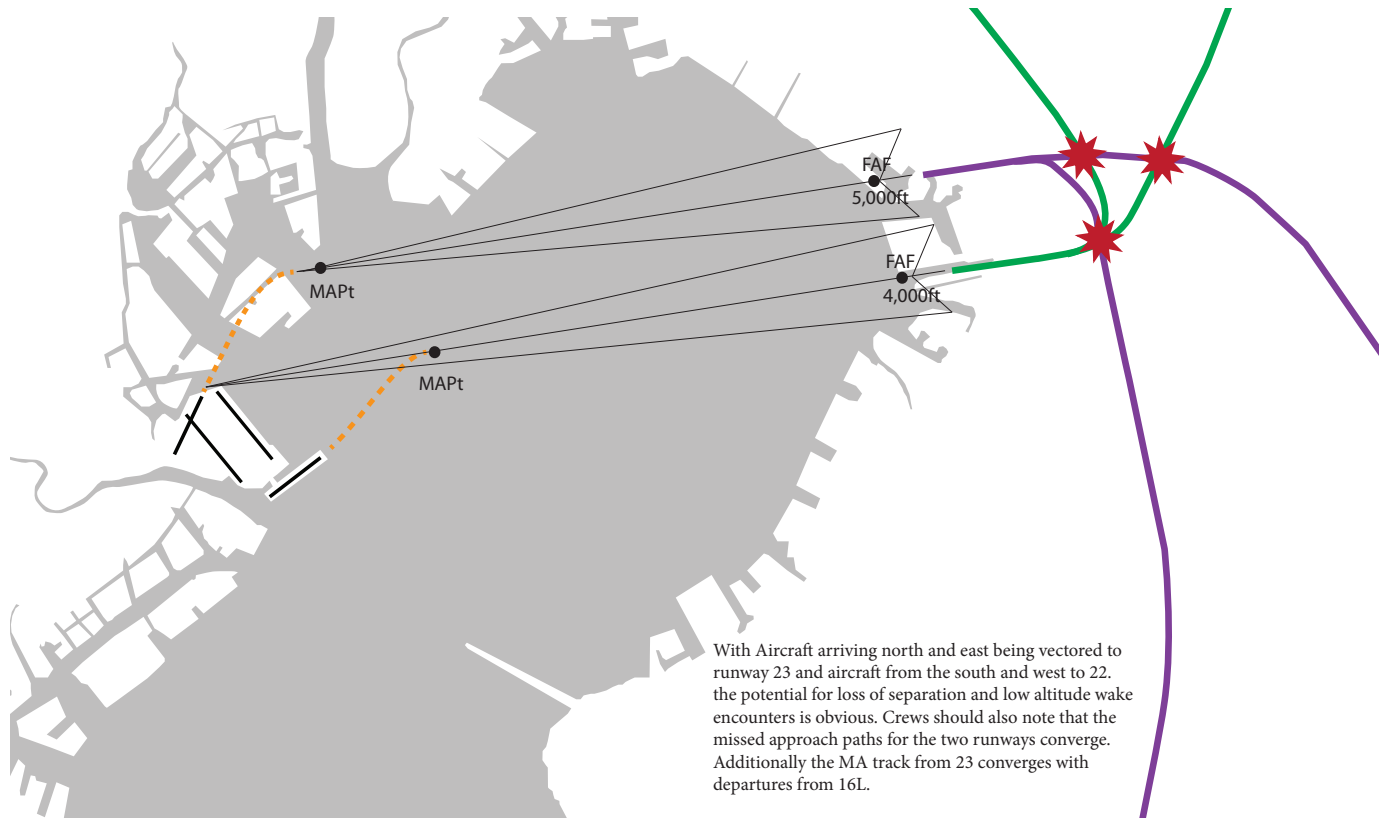 FAF
5,000ft
FAF
4,000ft
MAPt
MAPt
With Aircraft arriving north and east being vectored to
runway 23 and aircraft from the south and west to 22.
the potential for loss of separation and low altitude wake
encounters is obvious. Crews should also note that the
missed approach paths for the two runways converge.
Additionally the MA track from 23 converges with
departures from 16L.